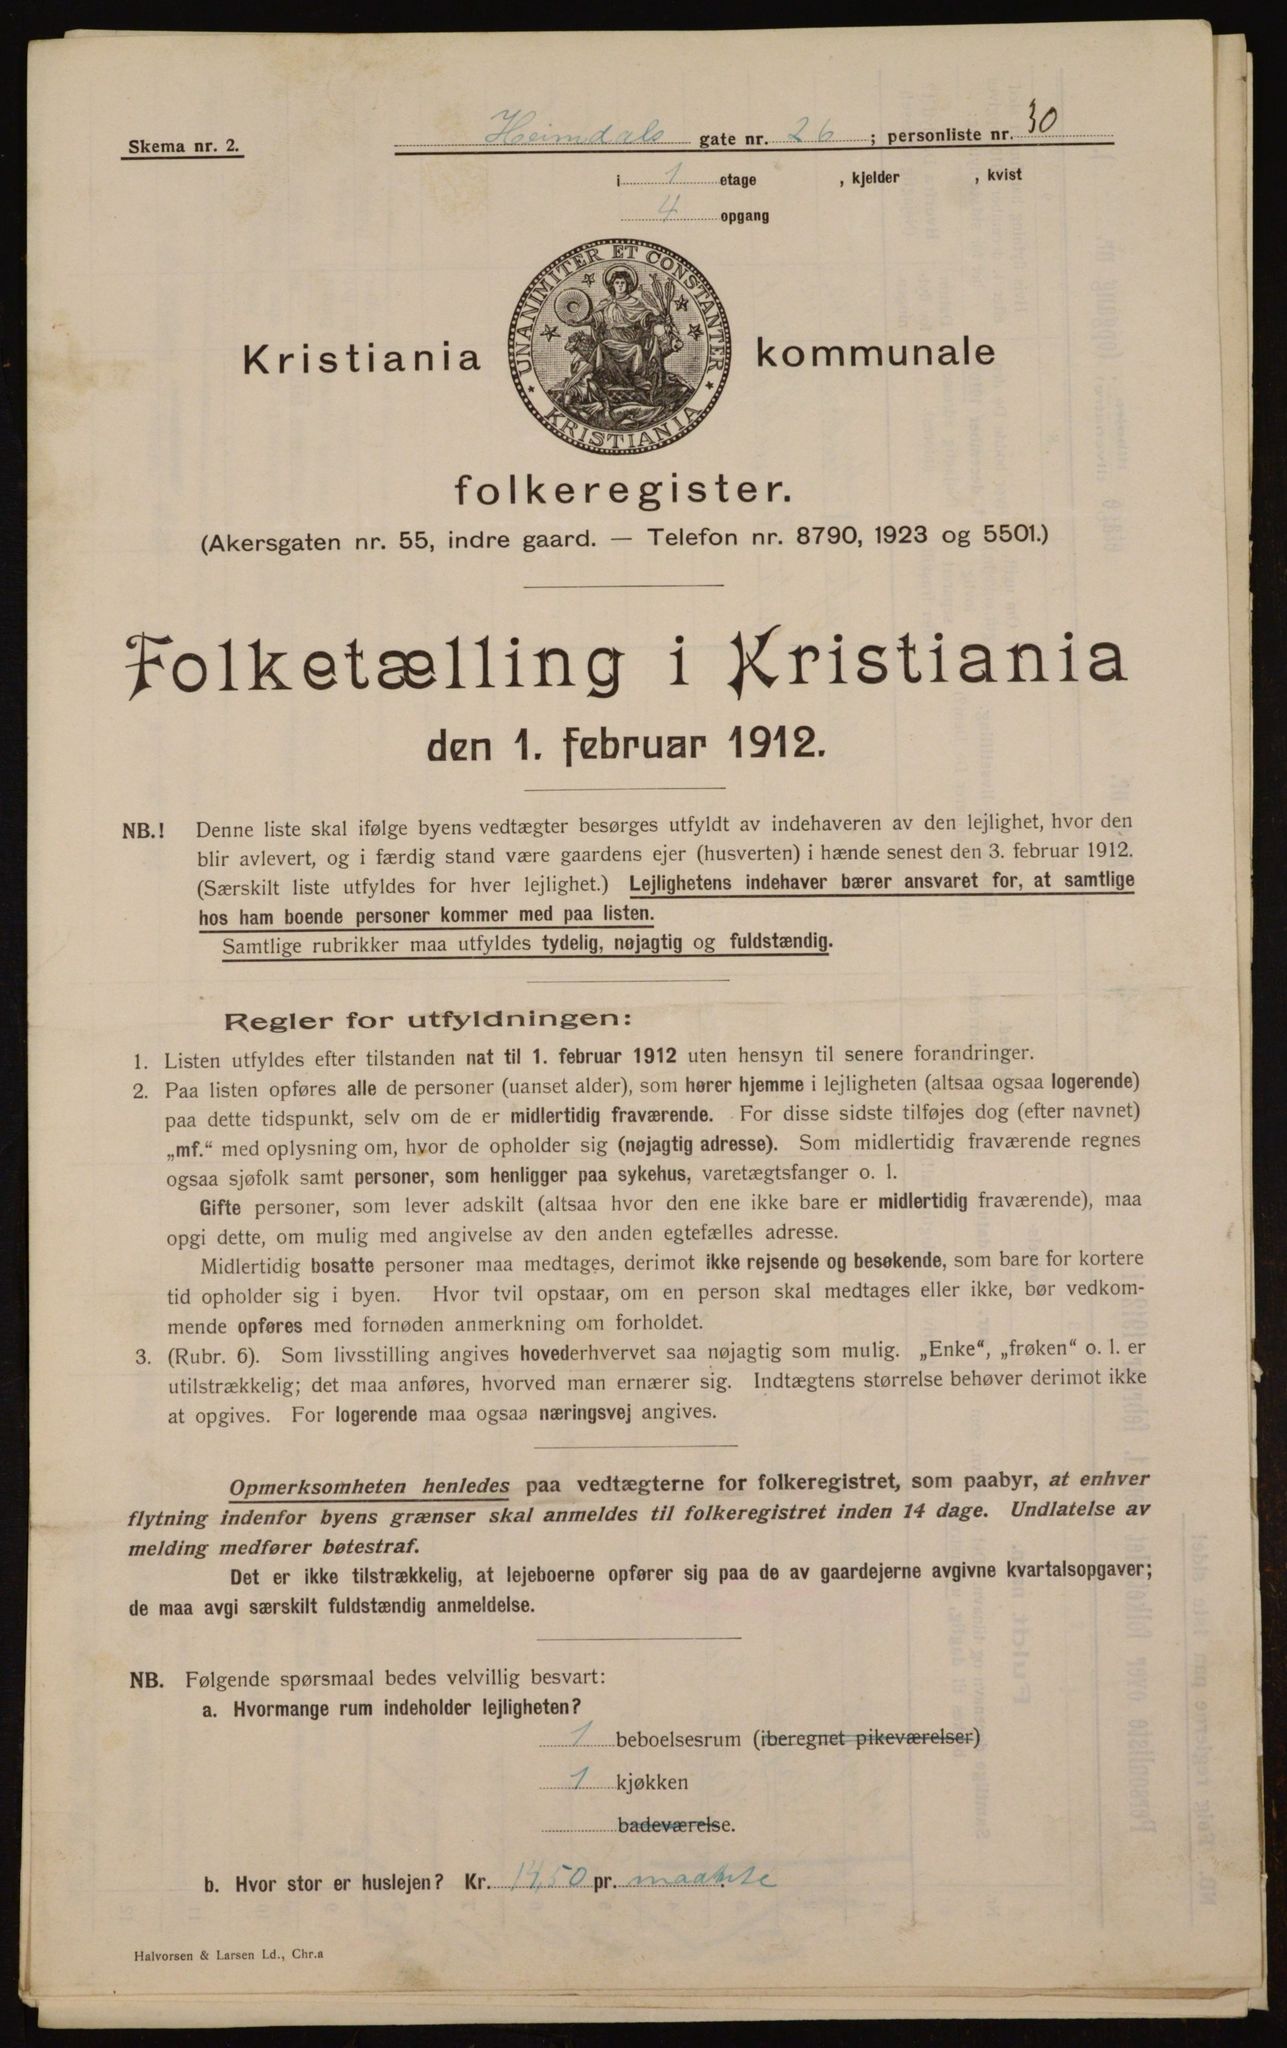 Skema nr. 2.
Heimdals gate nr. 26; personliste nr. 30
i 1 etage , kjelder , kvist
4 opgang
UNANIMITER ET CONSTANTER
KRISTIANIA
Kristiania kommunale
folkeregister.
(Akersgaten nr. 55, indre gaard. — Telefon nr. 8790, 1923 og 5501.)
Folketælling i Kristiania
den 1. februar 1912.
NB.! Denne liste skal ifølge byens vedtægter besørges utfyldt av indehaveren av den lejlighet, hvor den
blir avlevert, og i færdig stand være gaardens ejer (husverten) i hænde senest den 3. februar 1912.
(Særskilt liste utfyldes for hver lejlighet.) Lejlighetens indehaver bærer ansvaret for, at samtlige
hos ham boende personer kommer med paa listen.
Samtlige rubrikker maa utfyldes tydelig, nøjagtig og fuldstændig.
Regler for utfyldningen:
1. Listen utfyldes efter tilstanden nat til 1. februar 1912 uten hensyn til senere forandringer.
2. Paa listen opføres alle de personer (uanset alder), som hører hjemme i lejligheten (altsaa ogsaa logerende)
paa dette tidspunkt, selv om de er midlertidig fraværende. For disse sidste tilføjes dog (efter navnet)
„mf.“ med oplysning om, hvor de opholder sig (nøjagtig adresse). Som midlertidig fraværende regnes
ogsaa sjøfolk samt personer, som henligger paa sykehus, varetægtsfanger o. l.
Gifte personer, som lever adskilt (altsaa hvor den ene ikke bare er midlertidig fraværende), maa
opgi dette, om mulig med angivelse av den anden egtefælles adresse.
Midlertidig bosatte personer maa medtages, derimot ikke rejsende og besøkende, som bare for kortere
tid opholder sig i byen. Hvor tvil opstaar, om en person skal medtages eller ikke, bør vedkom-
mende opføres med fornøden anmerkning om forholdet.
3. (Rubr. 6). Som livsstilling angives hovederhvervet saa nøjagtig som mulig. „Enke“, „frøken“ o. l. er
utilstrækkelig; det maa anføres, hvorved man ernærer sig. Indtægtens størrelse behøver derimot ikke
at opgives. For logerende maa ogsaa næringsvej angives.
Opmerksomheten henledes paa vedtægterne for folkeregistret, som paabyr, at enhver
flytning indenfor byens grænser skal anmeldes til folkeregistret inden 14 dage. Undlatelse av
melding medfører bøtestraf.
Det er ikke tilstrækkelig, at lejeboerne opfører sig paa de av gaardejerne avgivne kvartalsopgaver;
de maa avgi særskilt fuldstændig anmeldelse.
NB. Følgende spørsmaal bedes velvillig besvart:
a. Hvormange rum indeholder lejligheten?
1 beboelsesrum (iberegnet pikeværelser)
1 kjøkken
badeværelse.
b. Hvor stor er huslejen? Kr. 14,50 pr.
Halvorsen & Larsen Ld., Chr.a